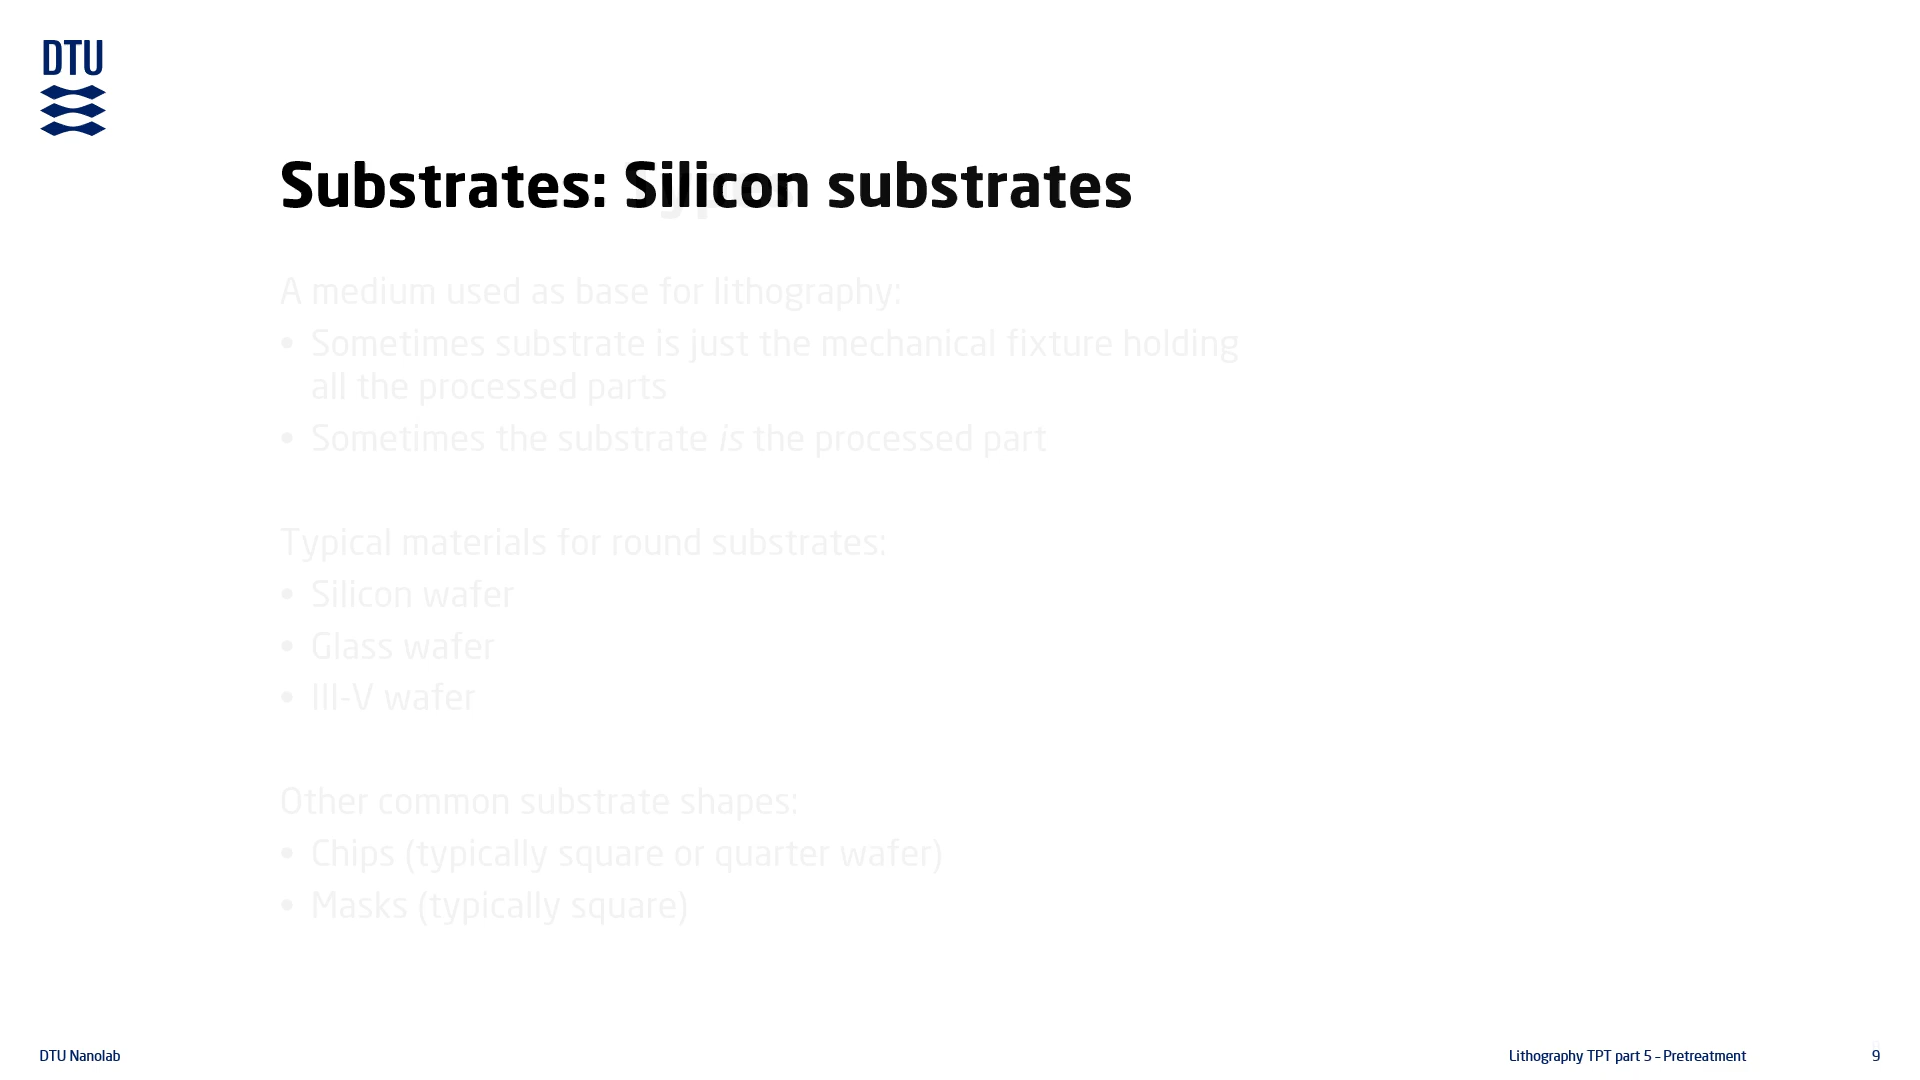 DTU
Substrates: Silicon substrates
A medium used as base for lithography:
• Sometimes substrate is just the mechanical fixture holding
all the processed parts
• Sometimes the substrate is the processed part
Typical materials for round substrates:
• Silicon wafer
• Glass wafer
• III-V wafer
Other common substrate shapes:
• Chips (typically square or quarter wafer)
• Masks (typically square)
DTU Nanolab
Lithography TPT part 5 – Pretreatment
9